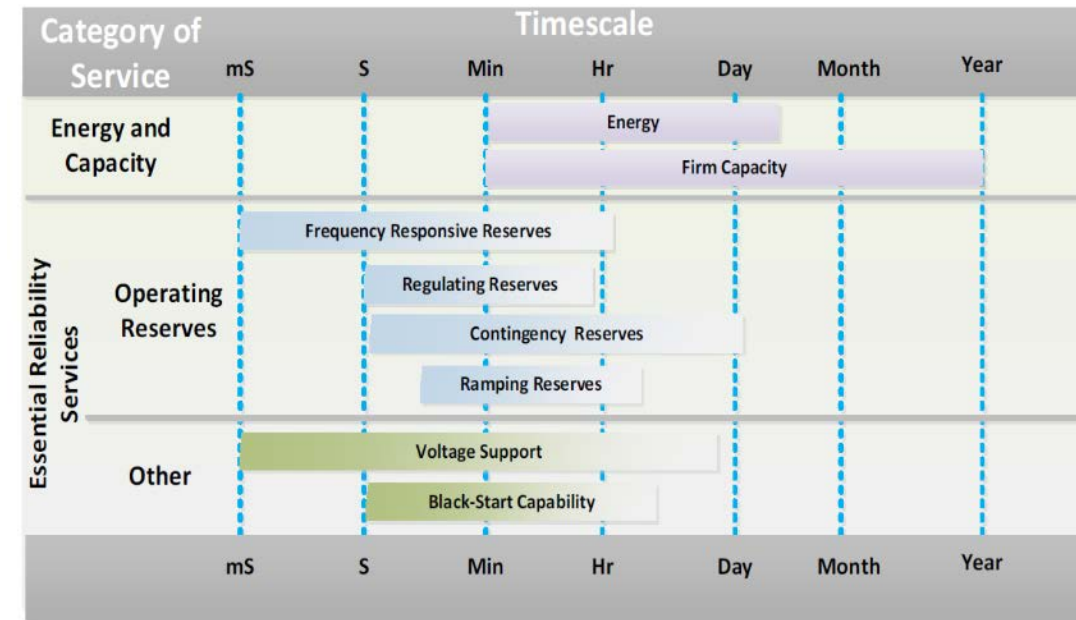 Category of
Service
Timescale
mS S Min Hr Day Month Year
Energy and
Capacity
Energy
Firm Capacity
Essential Reliability
Services
Operating
Reserves
Frequency Responsive Reserves
Regulating Reserves
Contingency Reserves
Ramping Reserves
Other
Voltage Support
Black-Start Capability
mS S Min Hr Day Month Year